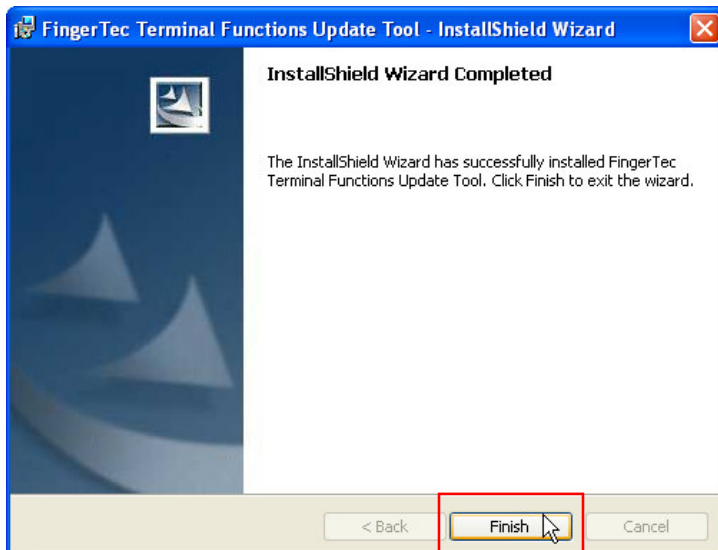 FingerTec Terminal Functions Update Tool - InstallShield Wizard
InstallShield Wizard Completed
The InstallShield Wizard has successfully installed FingerTec
Terminal Functions Update Tool. Click Finish to exit the wizard.
< Back Finish Cancel